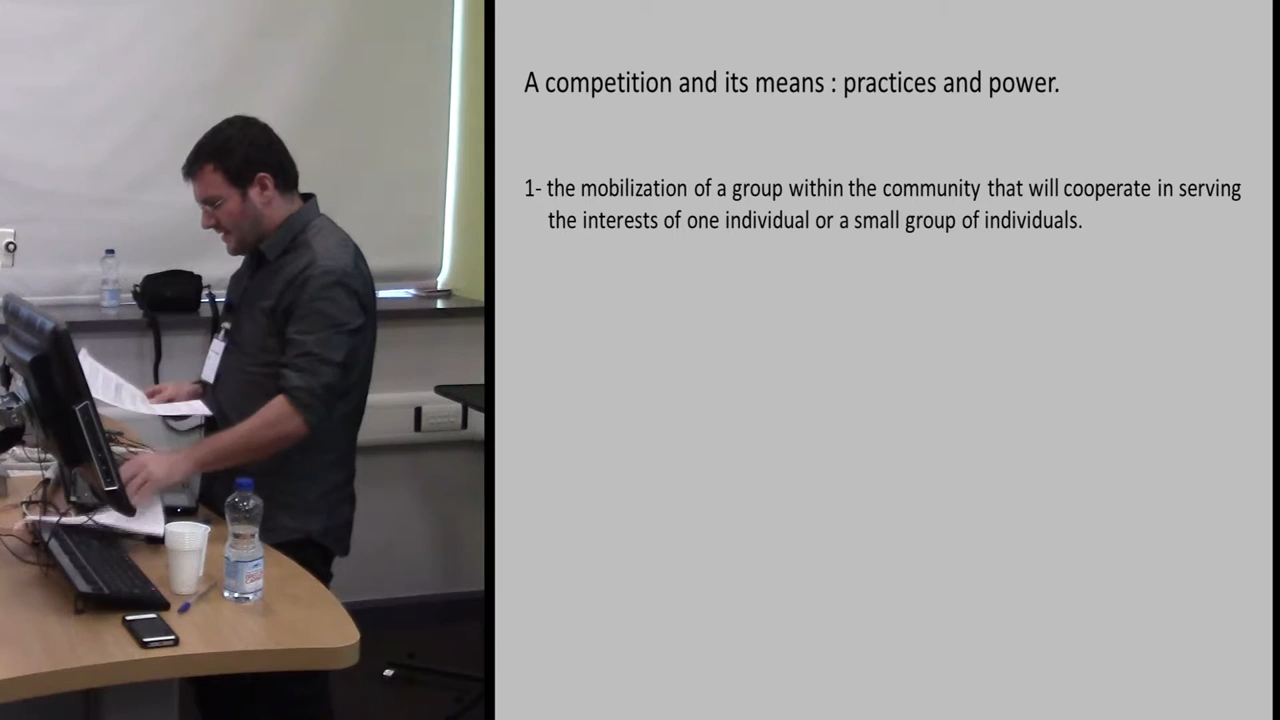 A competition and its means : practices and power.
1- the mobilization of a group within the community that will cooperate in serving
the interests of one individual or a small group of individuals.